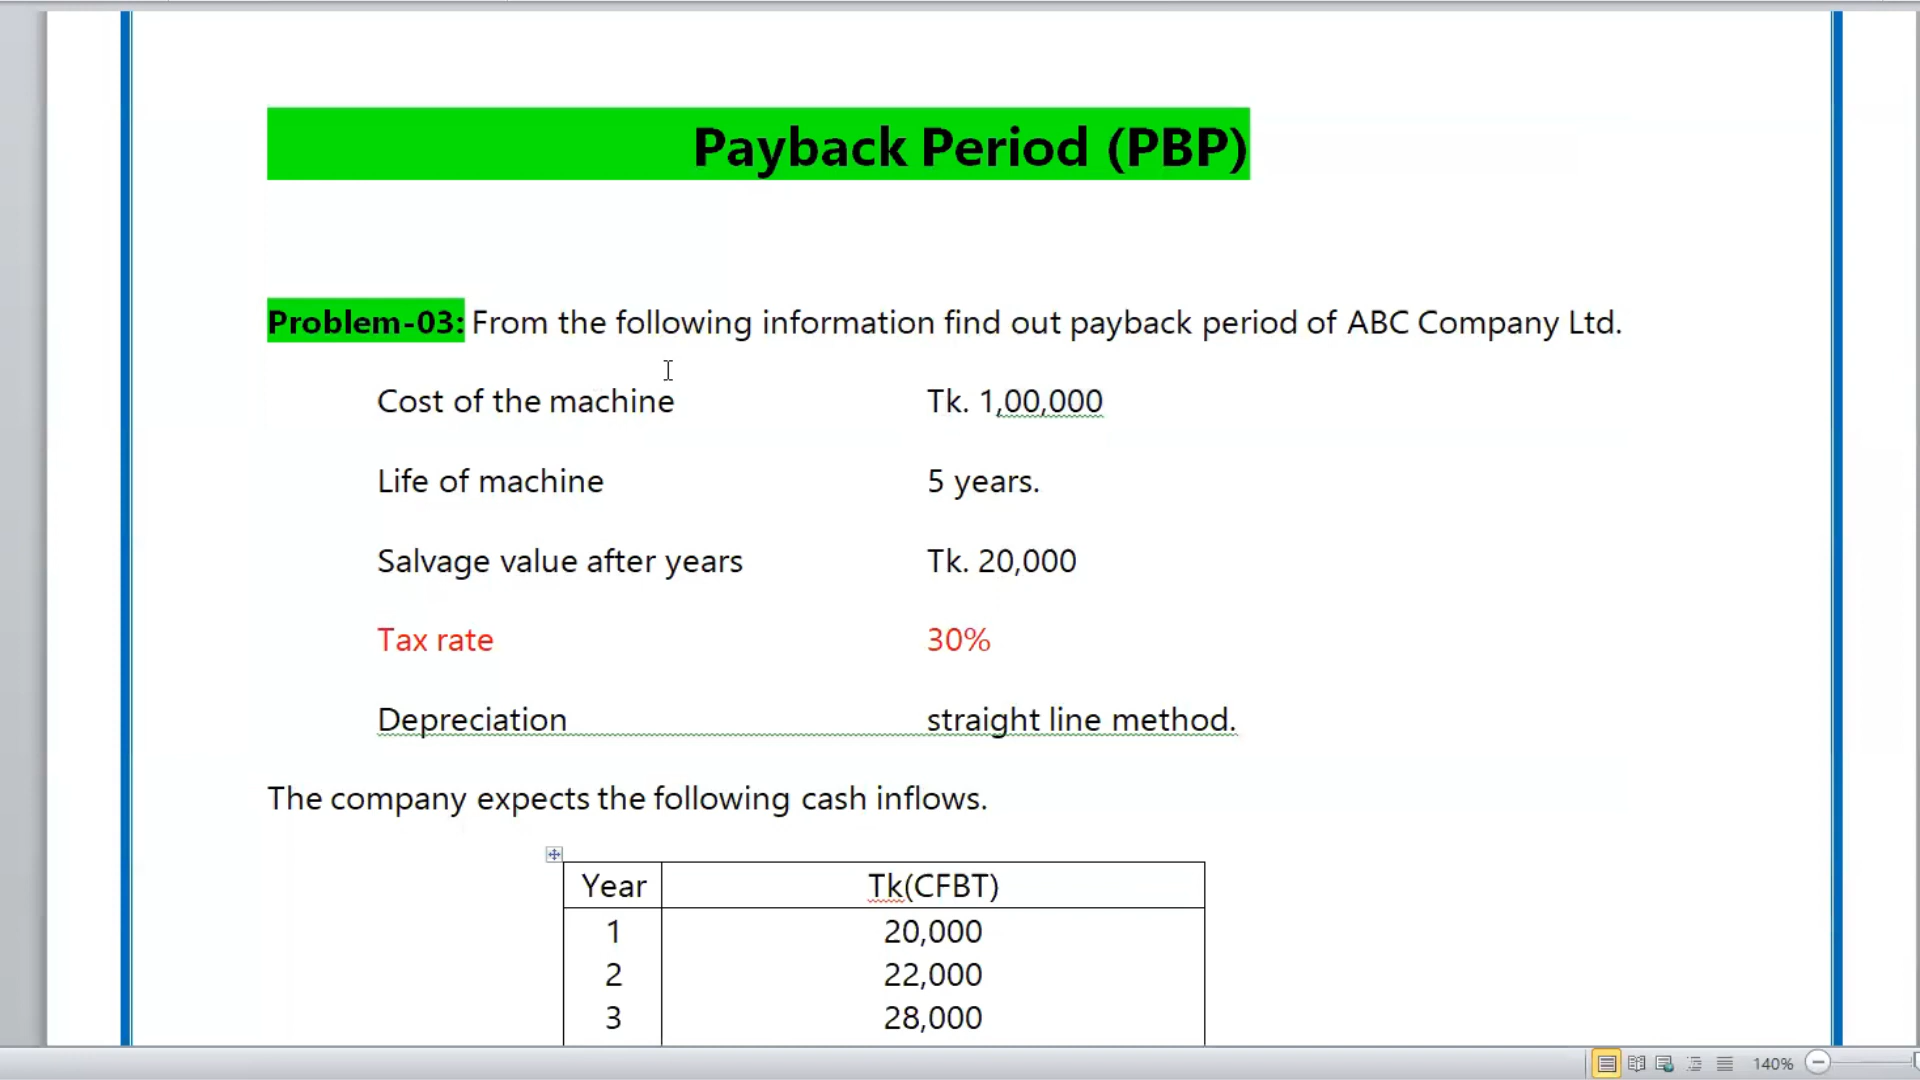 Payback Period (PBP)
Problem-03: From the following information find out payback period of ABC Company Ltd.
Cost of the machine Tk. 1,00,000
Life of machine 5 years.
Salvage value after years Tk. 20,000
Tax rate 30%
Depreciation straight line method.
The company expects the following cash inflows.
Year Tk(CFBT)
1 20,000
2 22,000
3 28,000
140%